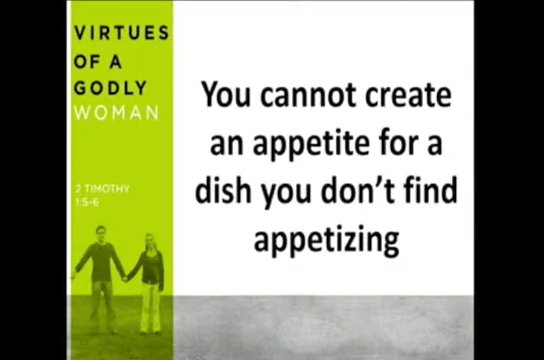 VIRTUES
OF A
GODLY
WOMAN
2 TIMOTHY
1:5-6
You cannot create
an appetite for a
dish you don't find
appetizing